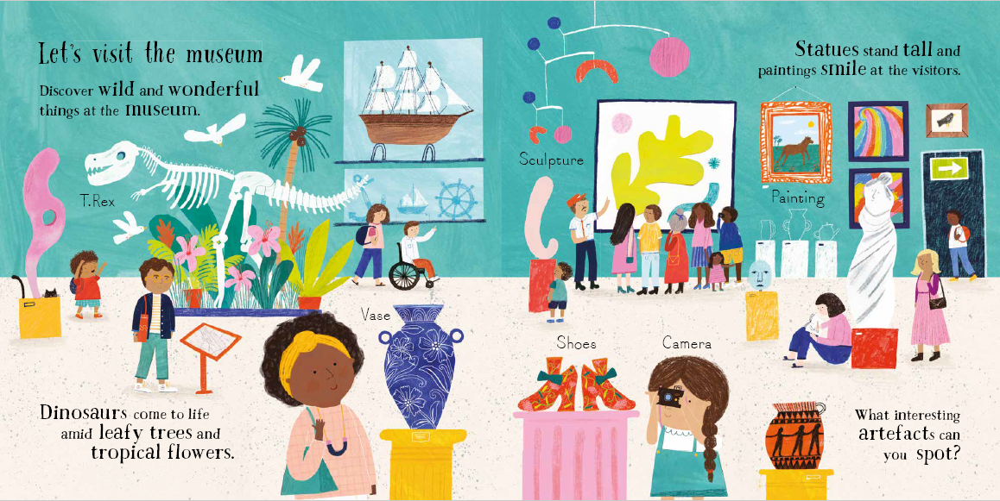 Let's visit the museum
Discover wild and wonderful
things at the museum.
T.Rex
Vase
Dinosaurs come to life
amid leafy trees and
tropical flowers.
Statues stand tall and
paintings smile at the visitors.
Sculpture
Painting
Shoes
Camera
What interesting
artefacts can
you spot?